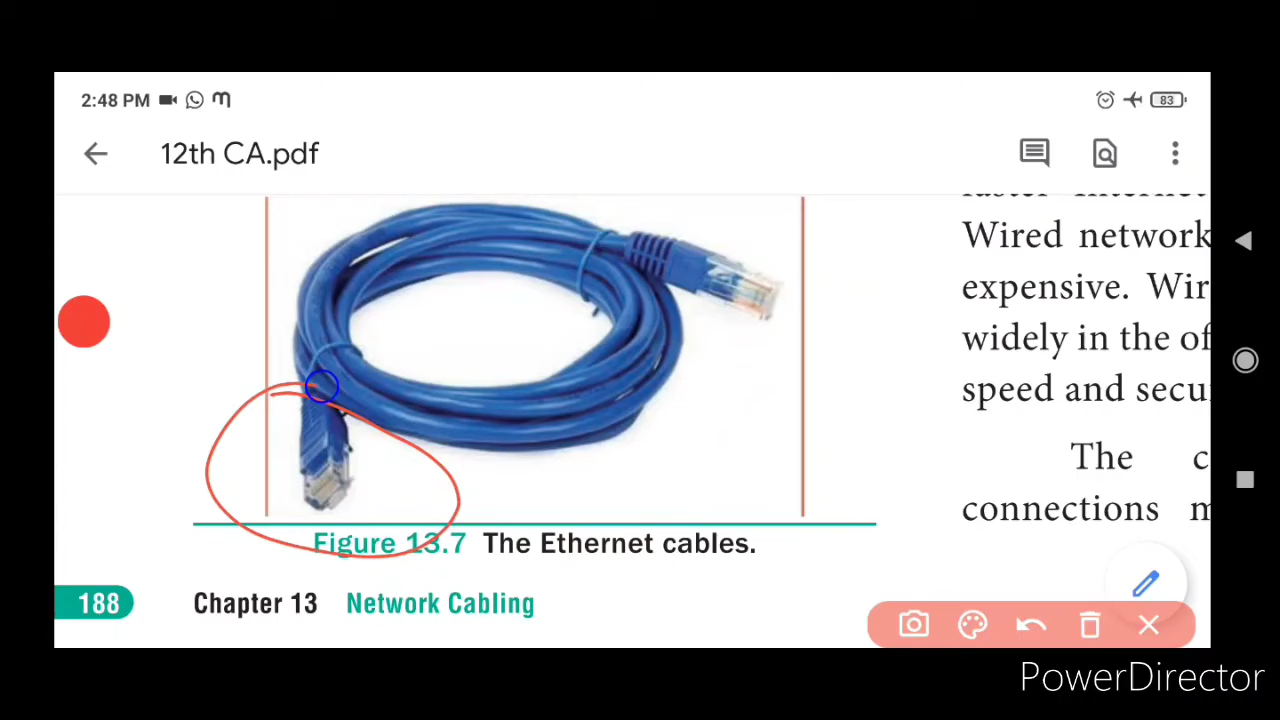 2:48 PM
83
12th CA.pdf
Wired network
expensive. Wir
widely in the of
speed and secu
The c
connections m
Figure 13.7 The Ethernet cables.
188 Chapter 13 Network Cabling
PowerDirector